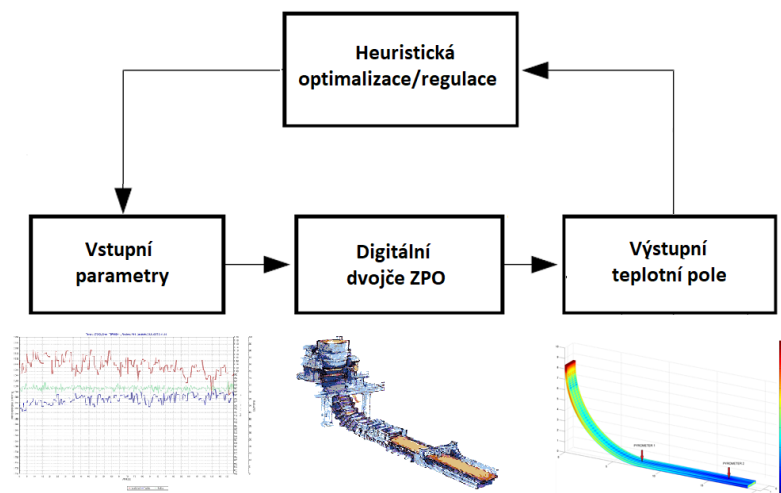 Heuristická
optimalizace/regulace
Vstupní
parametry
Digitální
dvojče ZPO
Výstupní
teplotní pole
PYROMETER 1
PYROMETER 2